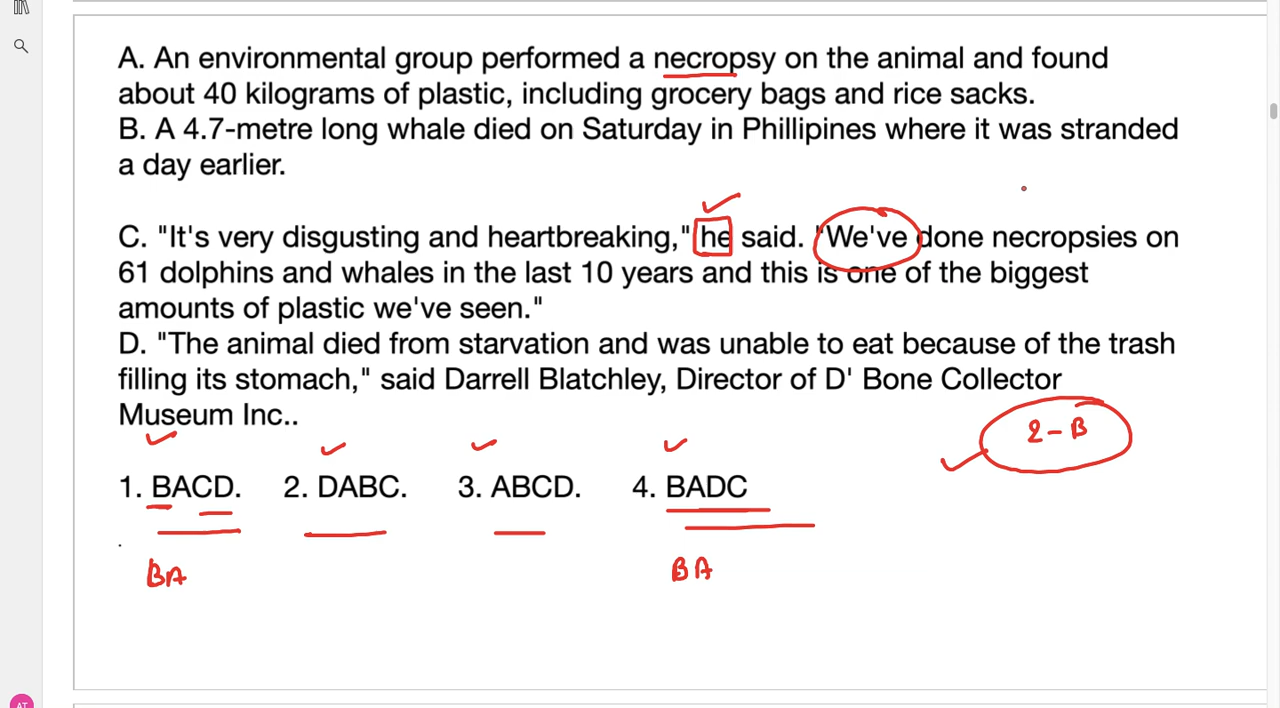 A. An environmental group performed a necropsy on the animal and found
about 40 kilograms of plastic, including grocery bags and rice sacks.
B. A 4.7-metre long whale died on Saturday in Phillipines where it was stranded
a day earlier.
C. "It's very disgusting and heartbreaking," he said. "We've done necropsies on
61 dolphins and whales in the last 10 years and this is one of the biggest
amounts of plastic we've seen."
D. "The animal died from starvation and was unable to eat because of the trash
filling its stomach," said Darrell Blatchley, Director of D' Bone Collector
Museum Inc..
2-B
1. BACD. 2. DABC. 3. ABCD. 4. BADC
BA BA
AT